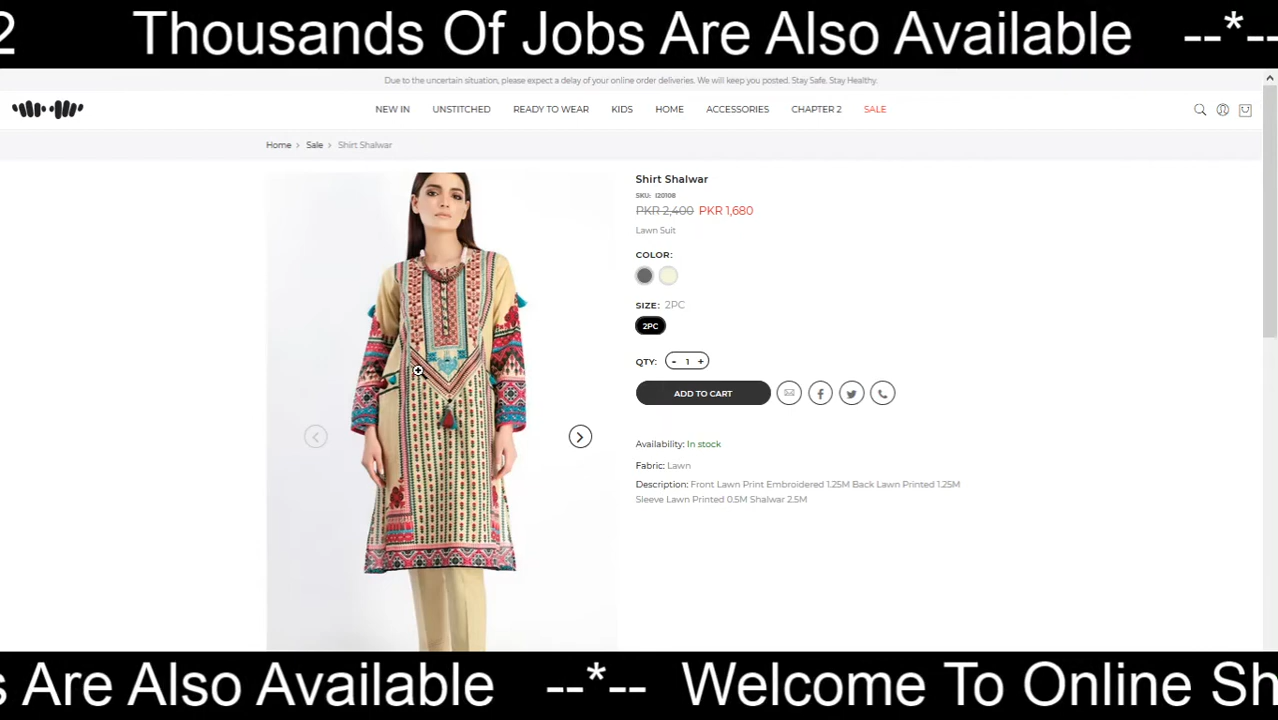 2 Thousands Of Jobs Are Also Available --*--
Due to the uncertain situation, please expect a delay of your online order deliveries. We will keep you posted. Stay Safe. Stay Healthy.
NEW IN UNSTITCHED READY TO WEAR KIDS HOME ACCESSORIES CHAPTER 2 SALE
Home > Sale > Shirt Shalwar
Shirt Shalwar
SKU: I20108
PKR 2,400 PKR 1,680
Lawn Suit
COLOR:
SIZE: 2PC
2PC
QTY: - 1 +
ADD TO CART
Availability: In stock
Fabric: Lawn
Description: Front Lawn Print Embroidered 1.25M Back Lawn Printed 1.25M
Sleeve Lawn Printed 0.5M Shalwar 2.5M
s Are Also Available --*-- Welcome To Online Sh